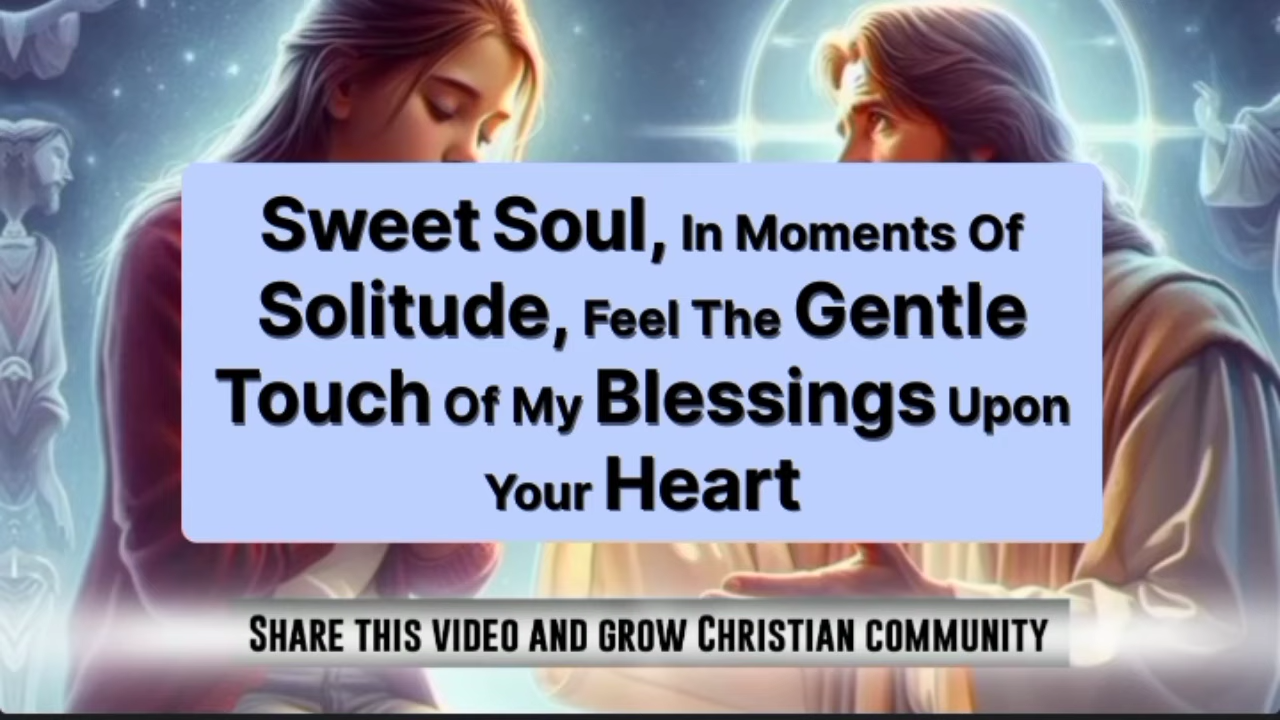 Sweet Soul, In Moments Of
Solitude, Feel The Gentle
Touch Of My Blessings Upon
Your Heart
Share this video and grow Christian community